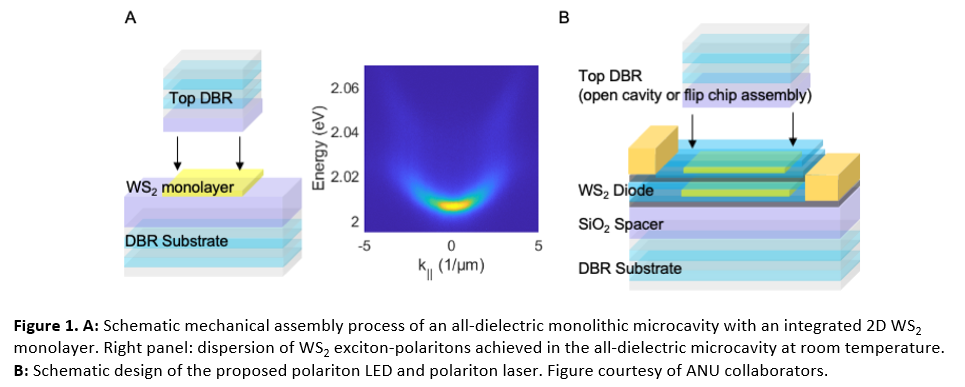 A
Top DBR
WS₂ monolayer
DBR Substrate
Energy (eV)
2.06
2.04
2.02
2
-5 0 5
k|| (1/μm)
B
Top DBR
(open cavity or flip chip assembly)
WS₂ Diode
SiO₂ Spacer
DBR Substrate
Figure 1. A: Schematic mechanical assembly process of an all-dielectric monolithic microcavity with an integrated 2D WS₂
monolayer. Right panel: dispersion of WS₂ exciton-polaritons achieved in the all-dielectric microcavity at room temperature.
B: Schematic design of the proposed polariton LED and polariton laser. Figure courtesy of ANU collaborators.